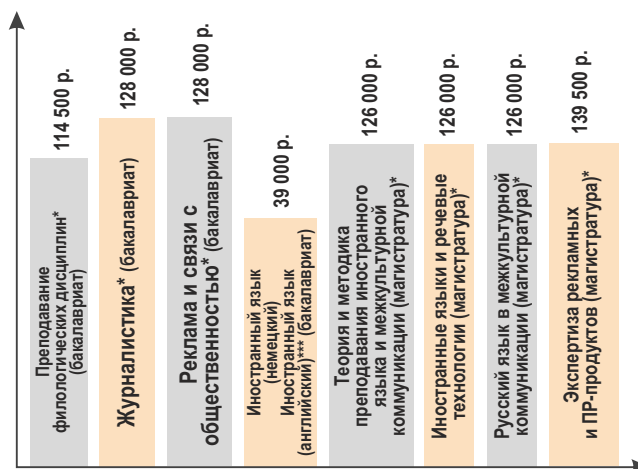 114 500 р.
Преподавание
филологических дисциплин*
(бакалавриат)
128 000 р.
Журналистика* (бакалавриат)
128 000 р.
Реклама и связи с
общественностью* (бакалавриат)
39 000 р.
Иностранный язык
(немецкий)
Иностранный язык
(английский)*** (бакалавриат)
126 000 р.
Теория и методика
преподавания иностранного
языка и межкультурной
коммуникации (магистратура)*
126 000 р.
Иностранные языки и речевые
технологии (магистратура)*
126 000 р.
Русский язык в межкультурной
коммуникации (магистратура)*
139 500 р.
Экспертиза рекламных
и ПР-продуктов (магистратура)*